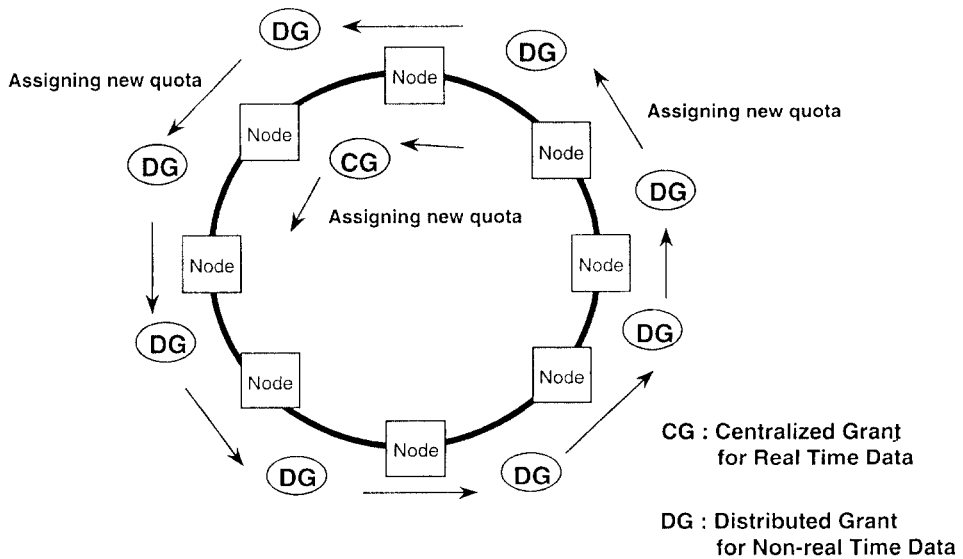 DG
DG
Node
Assigning new quota
Assigning new quota
Node
Node
DG
CG
DG
Assigning new quota
Node
Node
DG
DG
Node
Node
CG : Centralized Grant
for Real Time Data
Node
DG
DG
DG : Distributed Grant
for Non-real Time Data